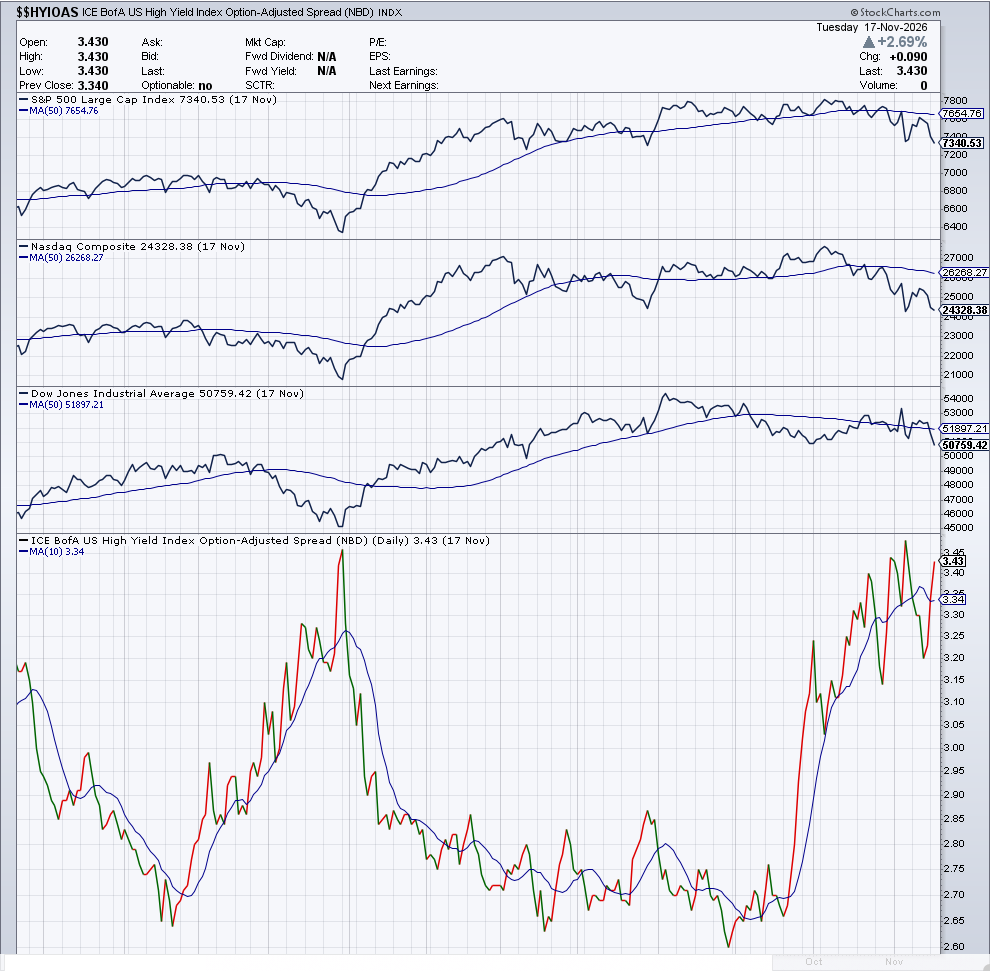 $$HYIOAS ICE BofA US High Yield Index Option-Adjusted Spread (NBD) INDX
© StockCharts.com
Tuesday 17-Nov-2026
Open: 3.430 Ask: Mkt Cap: P/E: ▲ +2.69%
High: 3.430 Bid: Fwd Dividend: N/A EPS: Chg: +0.090
Low: 3.430 Last: Fwd Yield: N/A Last Earnings: Last: 3.430
Prev Close: 3.340 Optionable: no SCTR: Next Earnings: Volume: 0
S&P 500 Large Cap Index 7340.53 (17 Nov)
MA(50) 7654.76
7800
7654.76
7340.53
7200
7000
6800
6600
6400
Nasdaq Composite 24328.38 (17 Nov)
MA(50) 26268.27
27000
26268.27
25000
24328.38
23000
22000
21000
Dow Jones Industrial Average 50759.42 (17 Nov)
MA(50) 51897.21
54000
53000
51897.21
50759.42
50000
49000
48000
47000
46000
45000
ICE BofA US High Yield Index Option-Adjusted Spread (NBD) (Daily) 3.43 (17 Nov)
MA(10) 3.34
3.45
3.43
3.40
3.35
3.34
3.30
3.25
3.20
3.15
3.10
3.05
3.00
2.95
2.90
2.85
2.80
2.75
2.70
2.65
2.60
Oct Nov